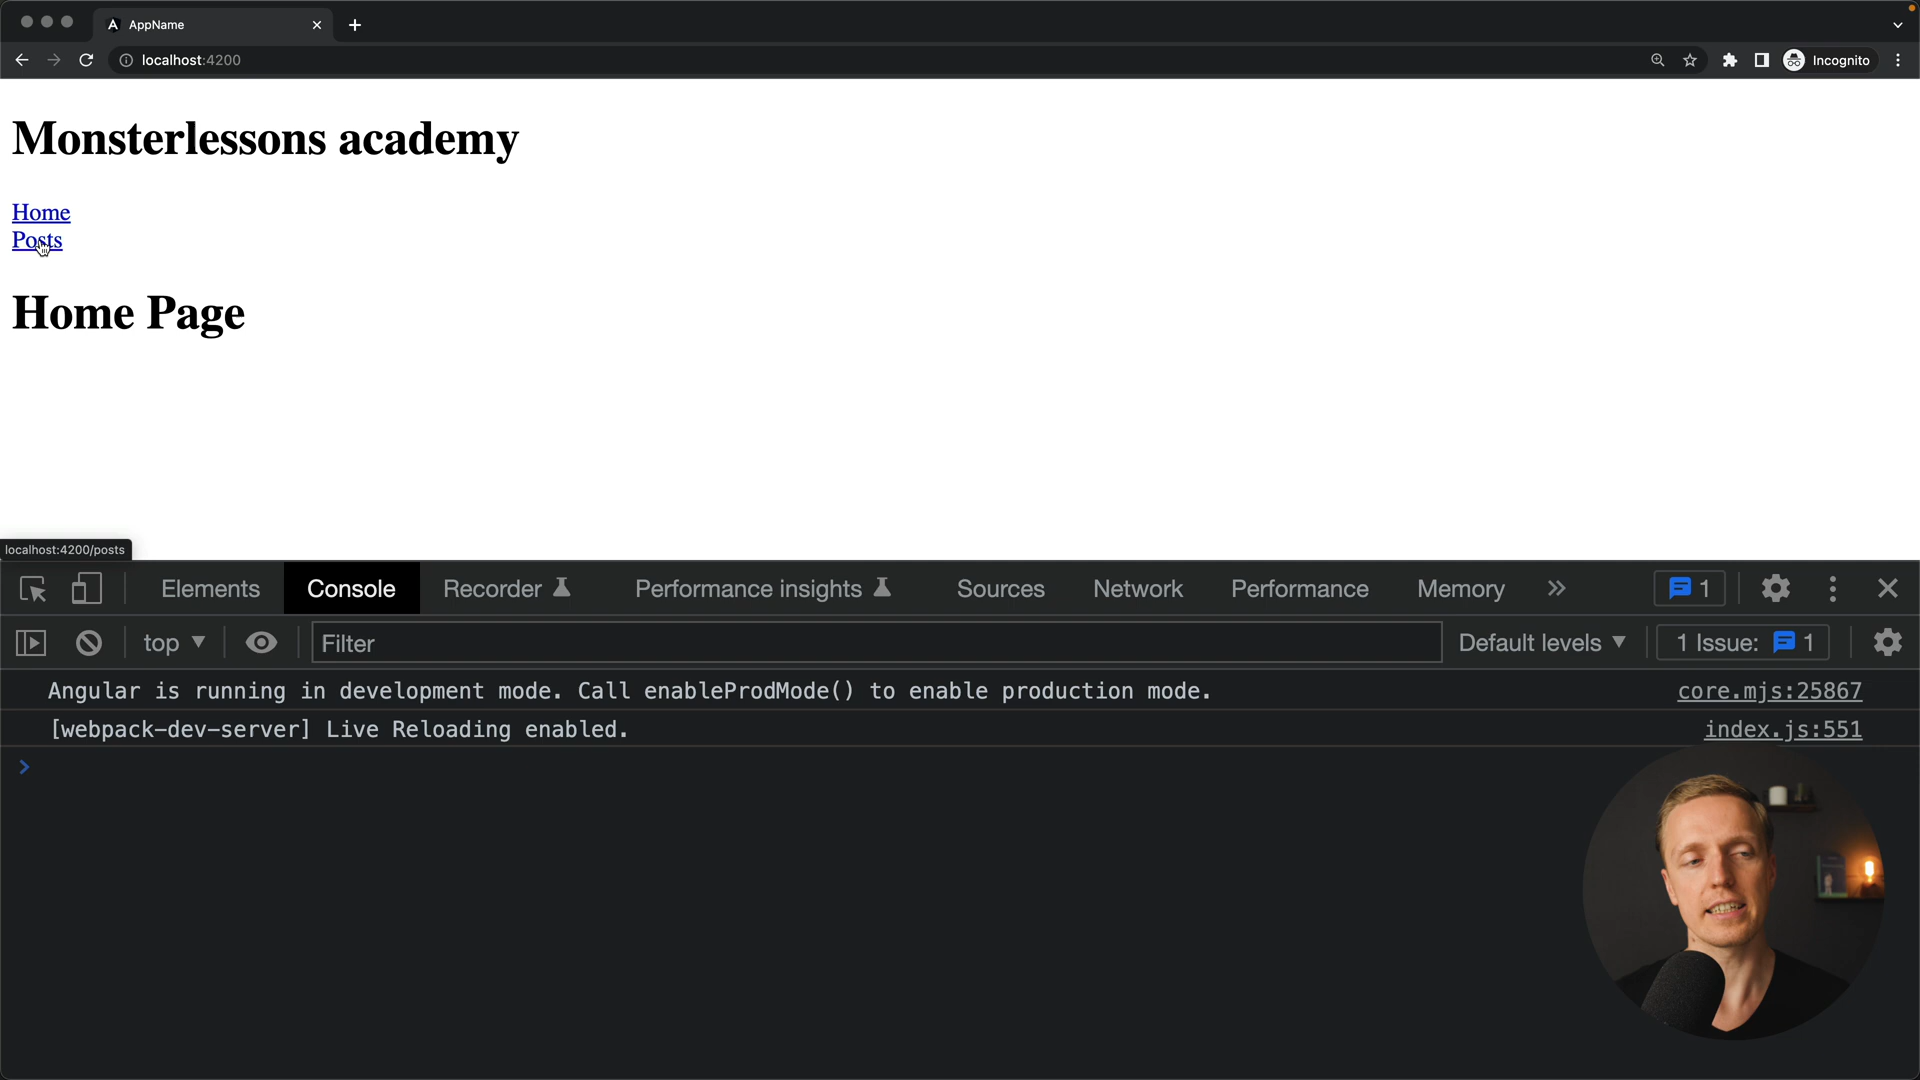 AppName
localhost:4200
Incognito
Monsterlessons academy
Home
Posts
Home Page
localhost:4200/posts
Elements Console Recorder Performance insights Sources Network Performance Memory 1
top Filter Default levels 1 Issue: 1
Angular is running in development mode. Call enableProdMode() to enable production mode. core.mjs:25867
[webpack-dev-server] Live Reloading enabled. index.js:551